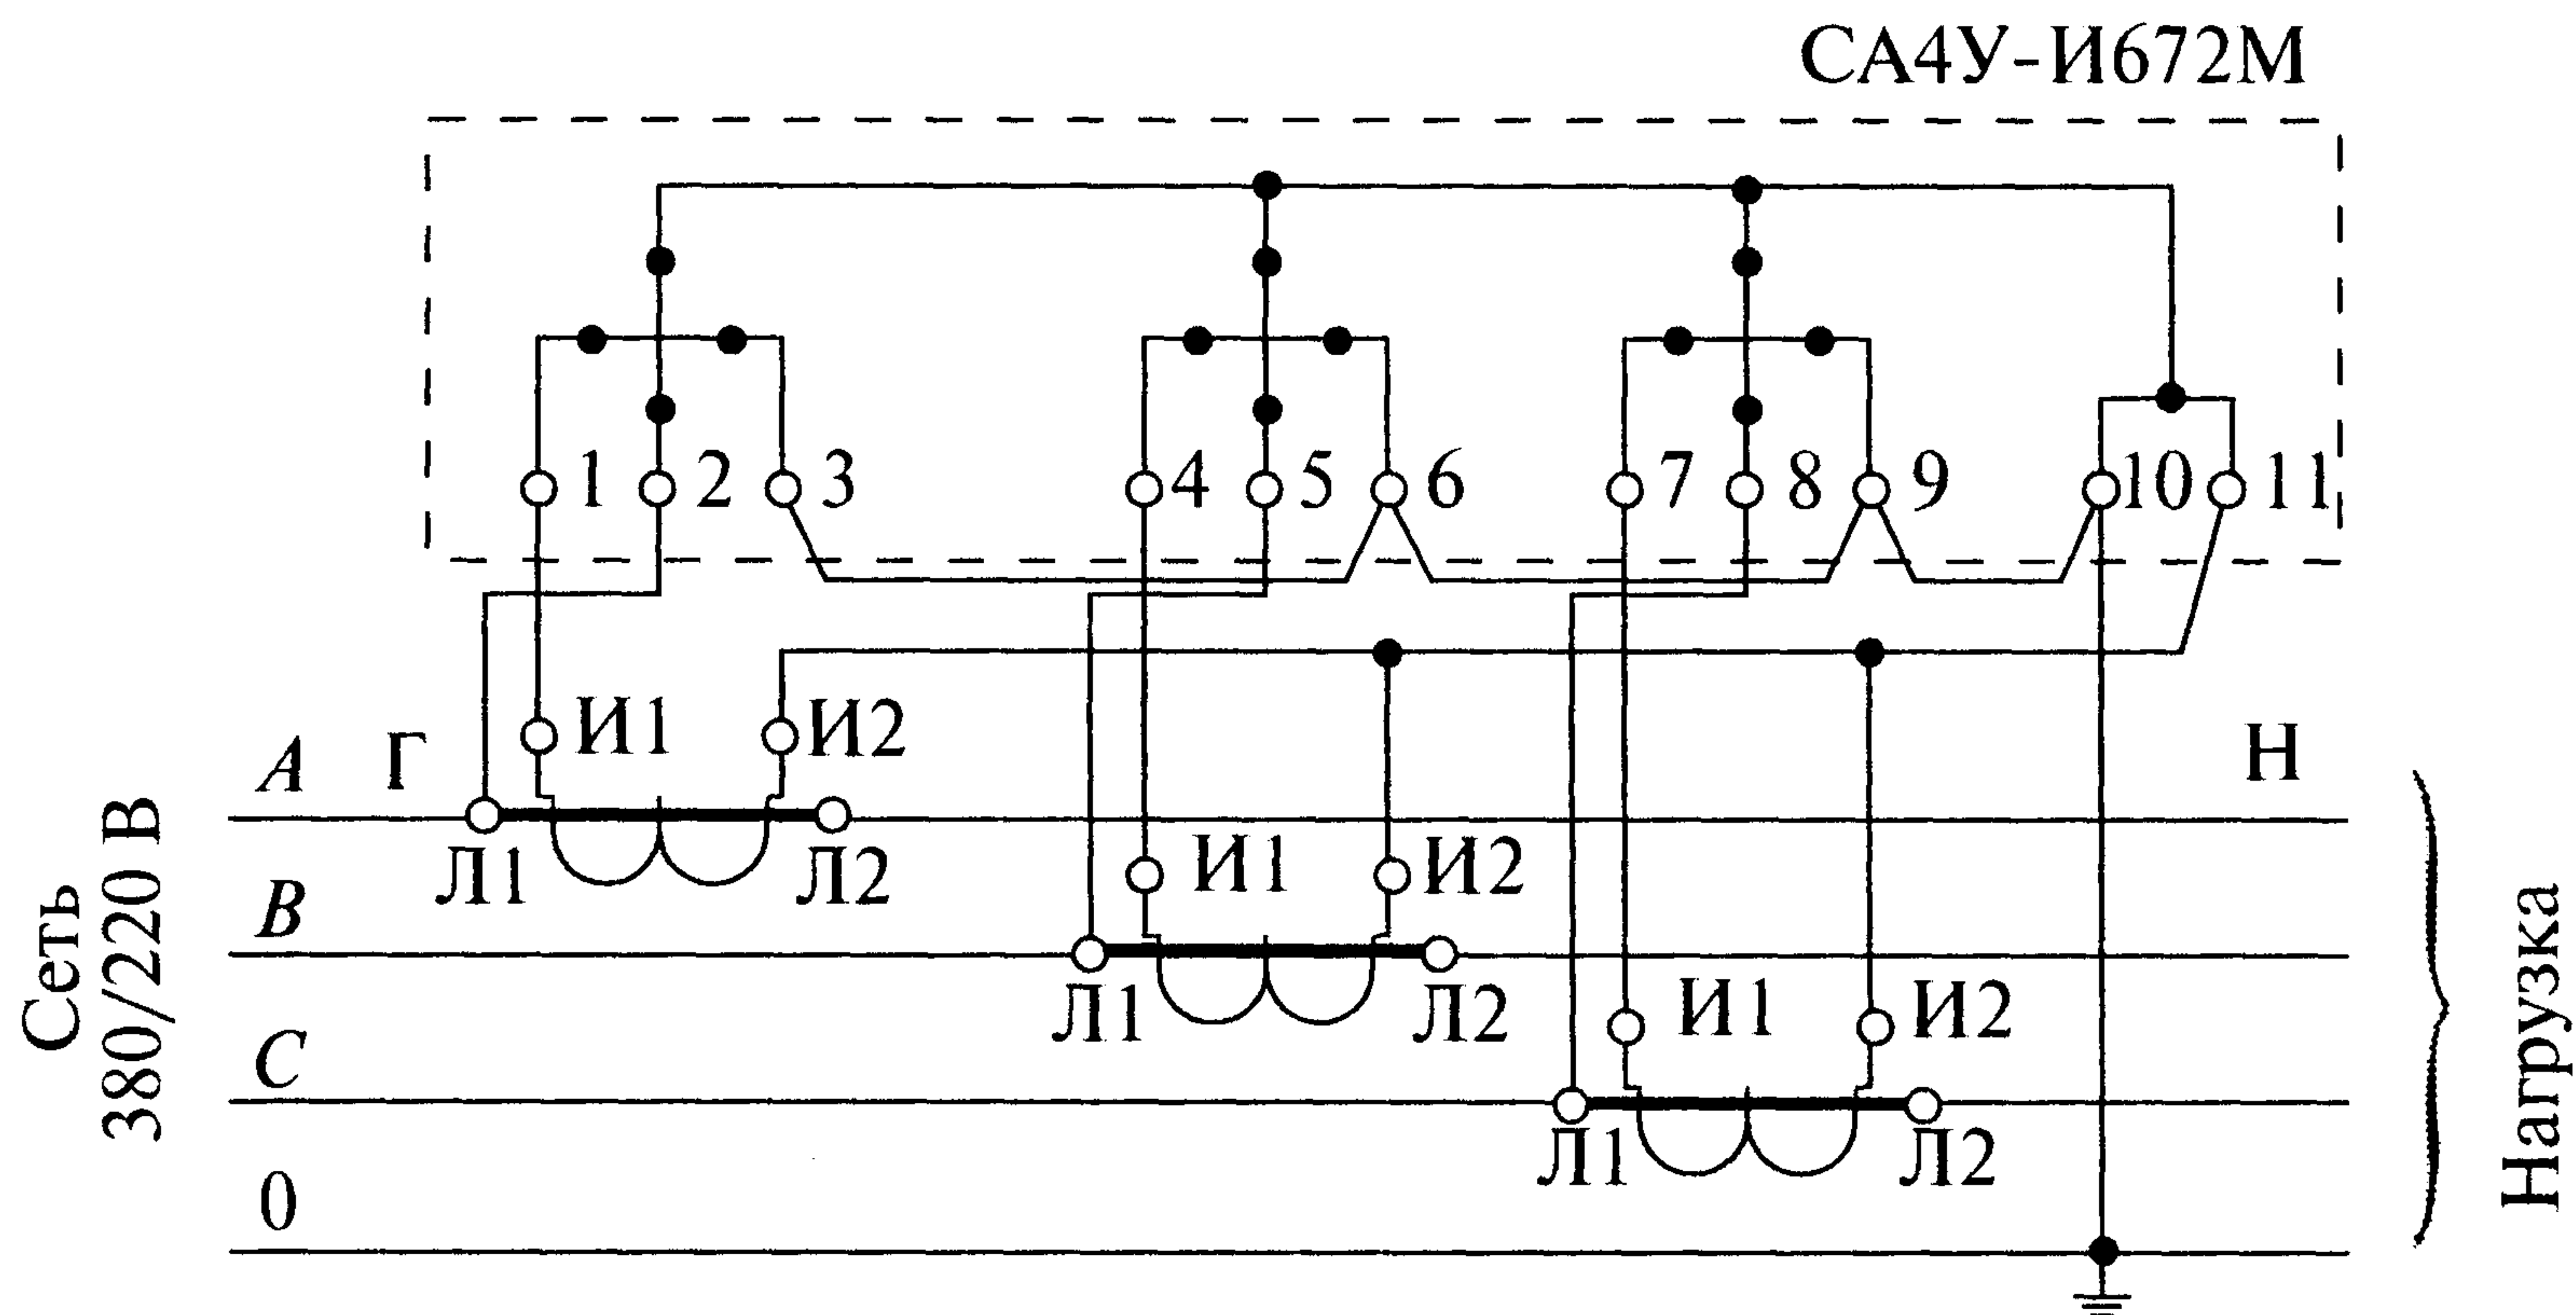 СА4У-И672М
1 2 3 4 5 6 7 8 9 10 11
И1 И2
A Г Н
Л1 Л2
И1 И2
B
Л1 Л2
И1 И2
C
Л1 Л2
0
Сеть
380/220 В
Нагрузка